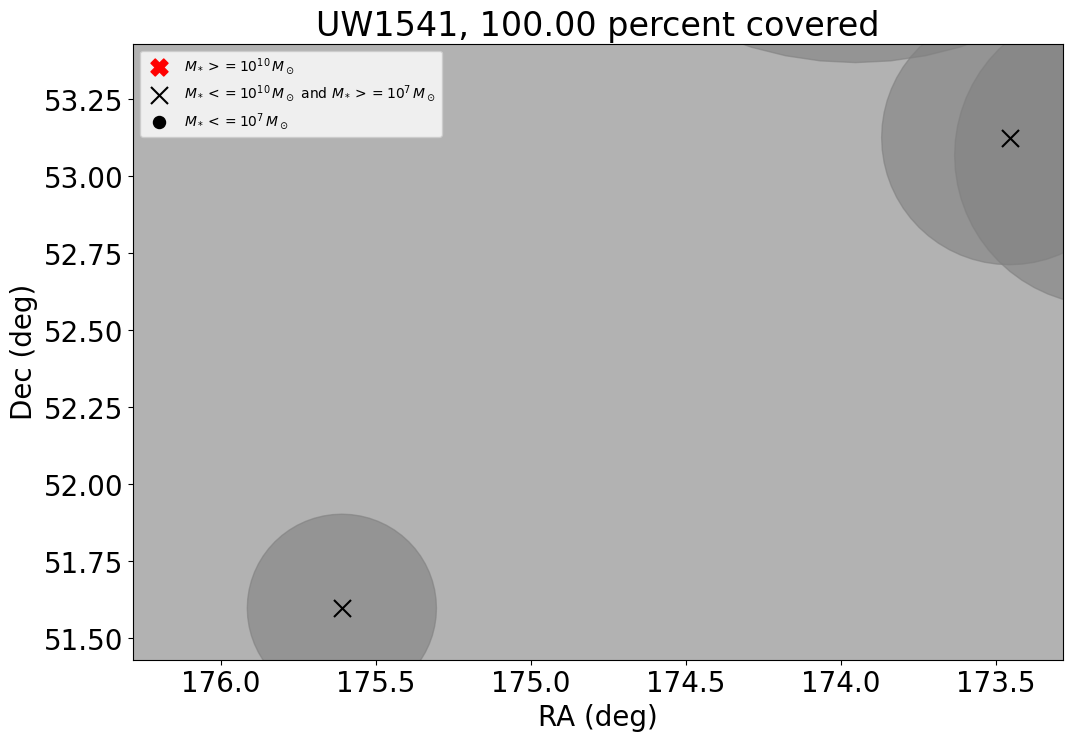 UW1541, 100.00 percent covered
M* >= 10^10 M⊙
M* <= 10^10 M⊙ and M* >= 10^7 M⊙
M* <= 10^7 M⊙
53.25
53.00
52.75
52.50
52.25
52.00
51.75
51.50
Dec (deg)
176.0 175.5 175.0 174.5 174.0 173.5
RA (deg)